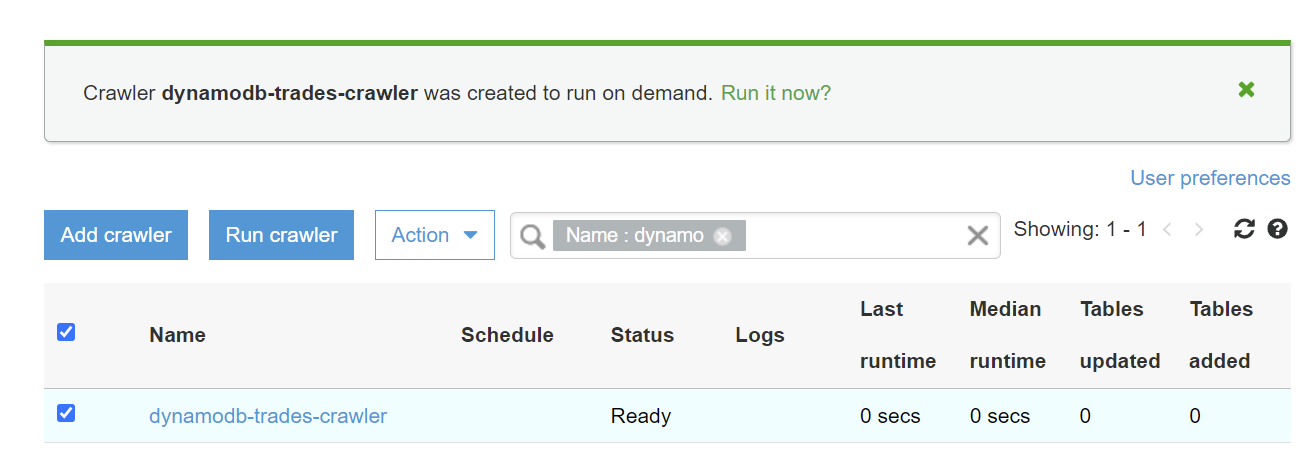 Crawler dynamodb-trades-crawler was created to run on demand. Run it now?
User preferences
Add crawler Run crawler Action Name : dynamo Showing: 1 - 1
Name Schedule Status Logs Last runtime Median runtime Tables updated Tables added
dynamodb-trades-crawler Ready 0 secs 0 secs 0 0